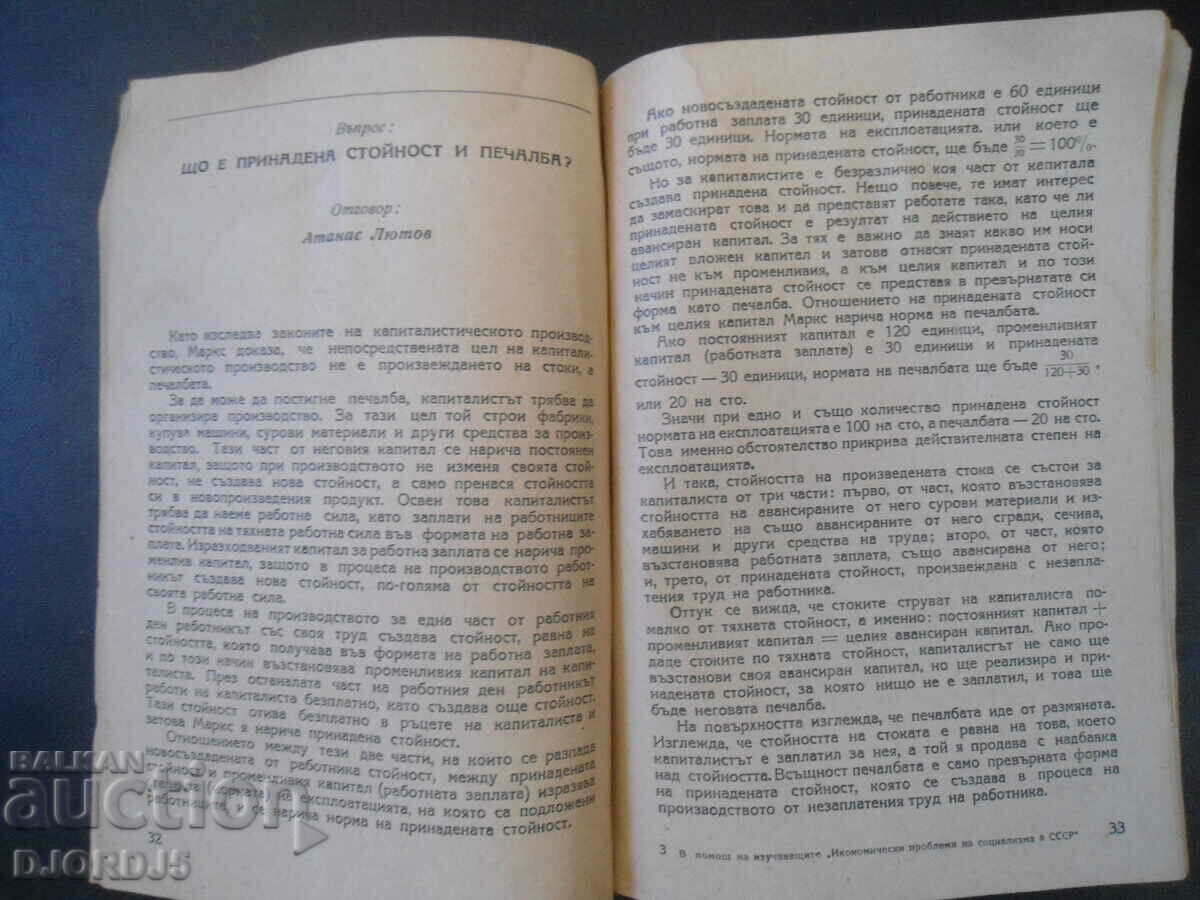 Въпрос:
ЩО Е ПРИНАДЕНА СТОЙНОСТ И ПЕЧАЛБА?
Отговор:
Атанас Лютов
Като изследва законите на капиталистическото производ-
ство, Маркс доказа, че непосредствената цел на капитали-
стическото производство не е произвеждането на стоки, а
печалбата.
За да може да постигне печалба, капиталистът трябва да
организира производство. За тази цел той строи фабрики,
купува машини, сурови материали и други средства за произ-
водство. Тази част от неговия капитал се нарича постоянен
капитал, защото при производството не изменя своята стой-
ност, не създава нова стойност, а само пренася стойността
си в новопроизведения продукт. Освен това капиталистът
трябва да наеме работна сила, като заплати на работниците
стойността на тяхната работна сила във формата на работна за-
плата. Изразходваният капитал за работна заплата се нарича про-
менлив капитал, защото в процеса на производството работ-
никът създава нова стойност, по-голяма от стойността на
своята работна сила.
В процеса на производството за една част от работния
ден работникът със своя труд създава стойност, равна на
стойността, която получава във формата на работна заплата,
и по този начин възстановява променливия капитал на капи-
талиста. През останалата част на работния ден работникът
работи на капиталиста безплатно, като създава още стойност.
Тази стойност отива безплатно в ръцете на капиталиста и
затова Маркс я нарича принадена стойност.
Отношението между тези две части, на които се разпада
новосъздадената от работника стойност, между принадената
стойност и променливия капитал (работната заплата) изразява
степента (нормата) на експлоатацията, на която са подложени
работниците, и се нарича норма на принадената стойност.
32
Ако новосъздадената стойност от работника е 60 единици
при работна заплата 30 единици, принадената стойност ще
бъде 30 единици. Нормата на експлоатацията. или което е
същото, нормата на принадената стойност, ще бъде 30/30 = 100%.
Но за капиталистите е безразлично коя част от капитала
създава принадена стойност. Нещо повече, те имат интерес
да замаскират това и да представят работата така, като че ли
принадената стойност е резултат на действието на целия
авансиран капитал. За тях е важно да знаят какво им носи
целият вложен капитал и затова отнасят принадената стой-
ност не към променливия, а към целия капитал и по този
начин принадената стойност се представя в превърнатата си
форма като печалба. Отношението на принадената стойност
към целия капитал Маркс нарича норма на печалбата.
Ако постоянният капитал е 120 единици, променливият
капитал (работната заплата) е 30 единици и принадената
стойност — 30 единици, нормата на печалбата ще бъде 30/120+30,
или 20 на сто.
Значи при едно и също количество принадена стойност
нормата на експлоатацията е 100 на сто, а печалбата — 20 на сто.
Това именно обстоятелство прикрива действителната степен на
експлоатацията.
И така, стойността на произведената стока се състои за
капиталиста от три части: първо, от част, която възстановява
стойността на авансираните от него сурови материали и из-
хабяването на също авансираните от него сгради, сечива,
машини и други средства на труда; второ, от част, която
възстановява работната заплата, също авансирана от него;
и, трето, от принадената стойност, произвеждана с незапла-
тения труд на работника.
Оттук се вижда, че стоките струват на капиталиста по-
малко от тяхната стойност, а именно: постоянният капитал +
променливият капитал = целия авансиран капитал. Ако про-
даде стоките по тяхната стойност, капиталистът не само ще
възстанови своя авансиран капитал, но ще реализира и при-
надената стойност, за която нищо не е заплатил, и това ще
бъде неговата печалба.
На повърхността изглежда, че печалбата иде от размяната.
Изглежда, че стойността на стоката е равна на това, което
капиталистът е заплатил за нея, а той я продава с надбавка
над стойността. Всъщност печалбата е само превърната форма
на принадената стойност, която се създава в процеса на
производството от незаплатения труд на работника.
3 В помощ на изучаващите „Икономически проблеми на социализма в СССР“
33
BALKAN
auction
DJORDJ5